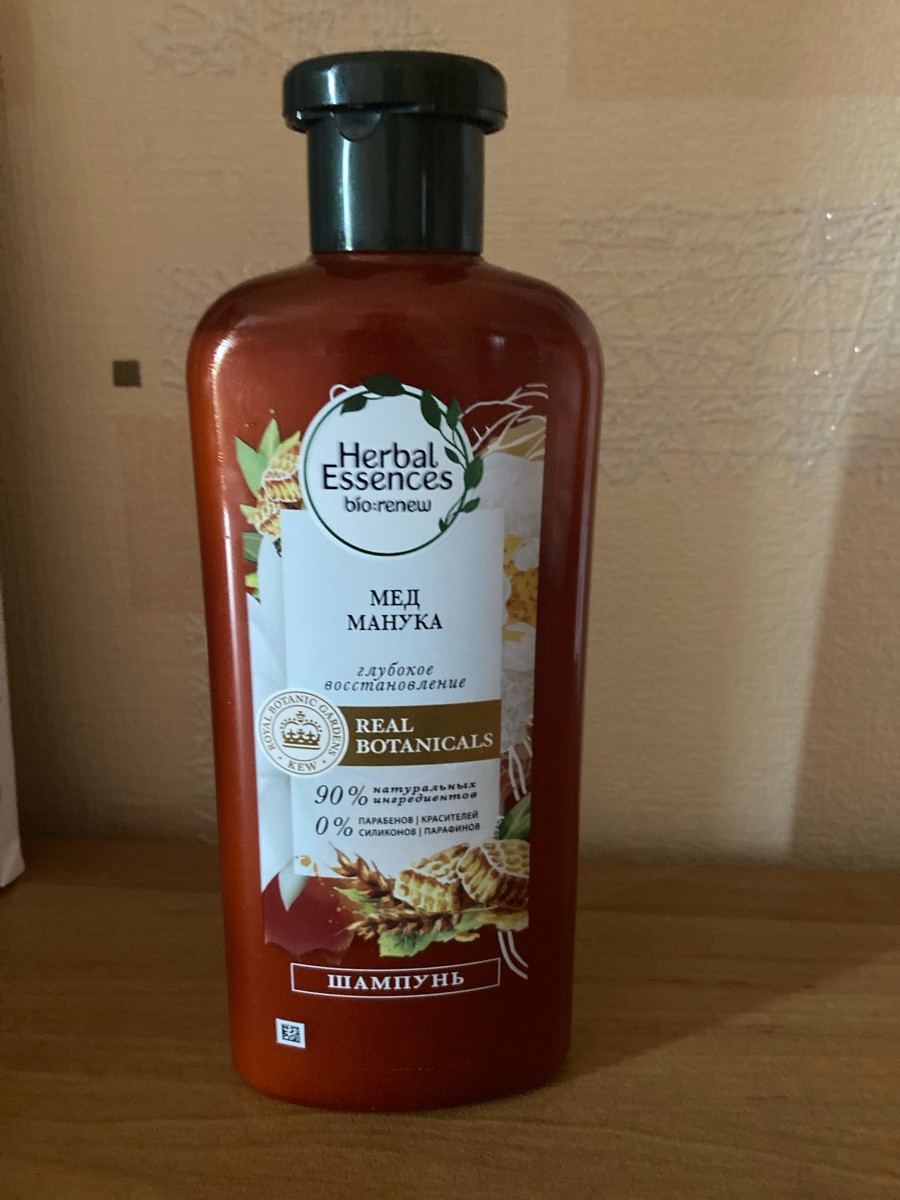 Herbal
Essences
bio:renew
МЕД
МАНУКА
глубокое
восстановление
ROYAL BOTANIC GARDENS
• KEW •
REAL
BOTANICALS
90% натуральных
ингредиентов
0% ПАРАБЕНОВ | КРАСИТЕЛЕЙ
СИЛИКОНОВ | ПАРАФИНОВ
ШАМПУНЬ